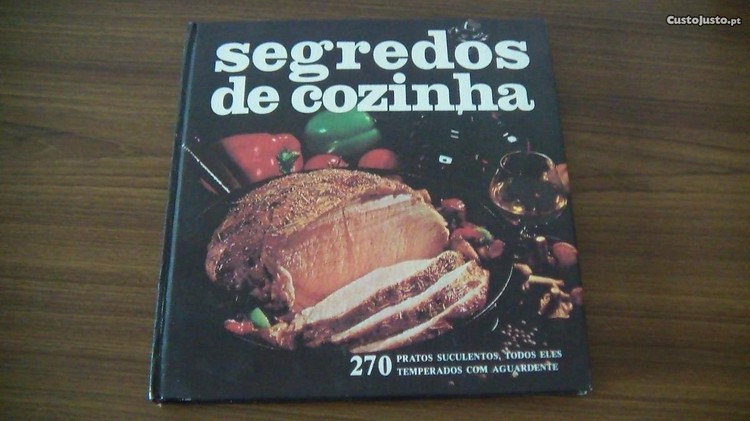 CustoJusto.pt
segredos
de cozinha
270 PRATOS SUCULENTOS, TODOS ELES
TEMPERADOS COM AGUARDENTE